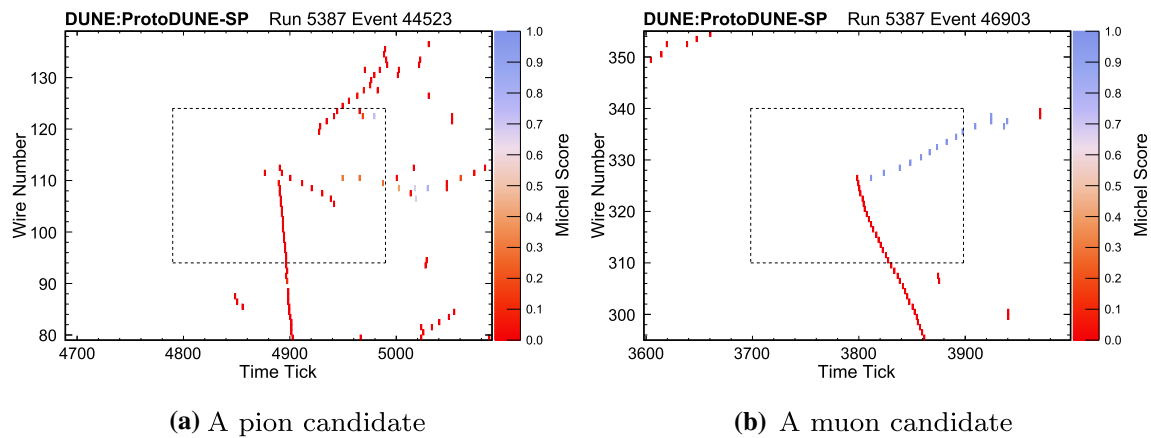 DUNE:ProtoDUNE-SP Run 5387 Event 44523
Wire Number
130
120
110
100
90
80
4700 4800 4900 5000
Time Tick
1.0
0.9
0.8
0.7
0.6
0.5
0.4
0.3
0.2
0.1
0.0
Michel Score
(a) A pion candidate
DUNE:ProtoDUNE-SP Run 5387 Event 46903
Wire Number
350
340
330
320
310
300
3600 3700 3800 3900
Time Tick
1.0
0.9
0.8
0.7
0.6
0.5
0.4
0.3
0.2
0.1
0.0
Michel Score
(b) A muon candidate